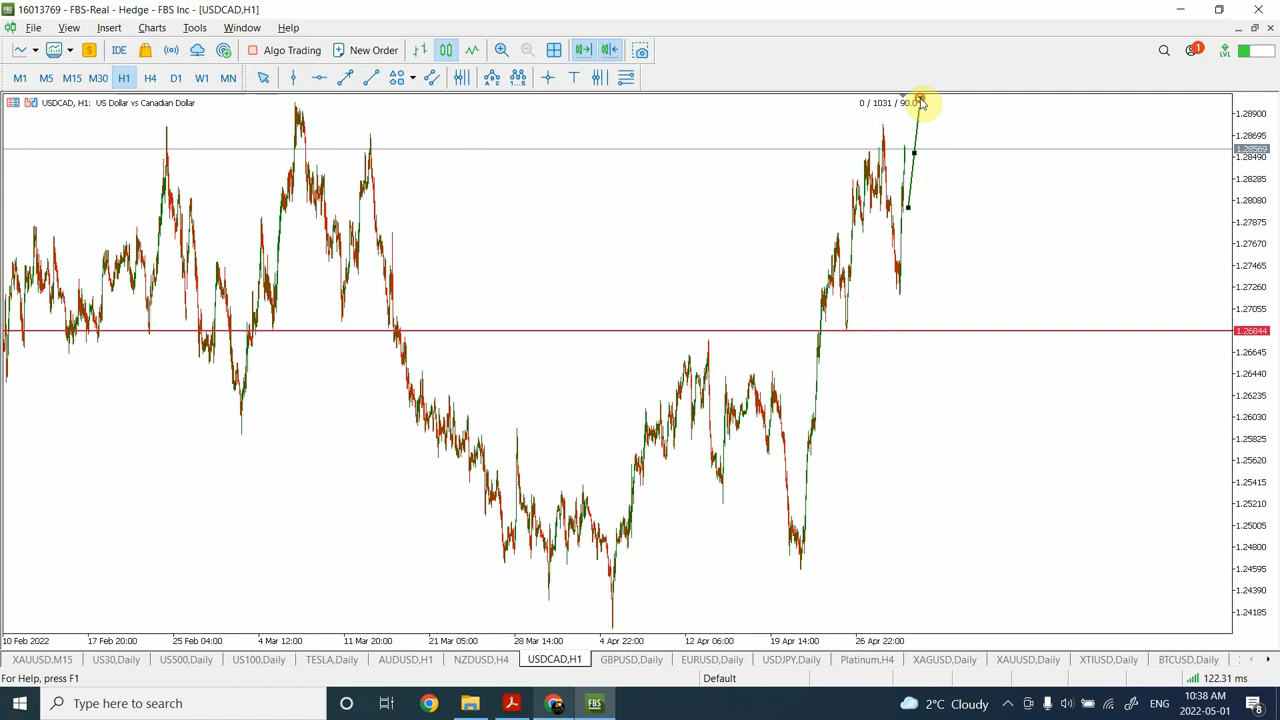 16013769 - FBS-Real - Hedge - FBS Inc - [USDCAD,H1]
File View Insert Charts Tools Window Help
IDE Algo Trading New Order 1 LVL
M1 M5 M15 M30 H1 H4 D1 W1 MN
USDCAD, H1: US Dollar vs Canadian Dollar
0 / 1031 / 90.0
1.28900
1.28695
1.28569
1.28490
1.28285
1.28080
1.27875
1.27670
1.27465
1.27260
1.27055
1.26844
1.26645
1.26440
1.26235
1.26030
1.25825
1.25620
1.25415
1.25210
1.25005
1.24800
1.24595
1.24390
1.24185
10 Feb 2022 17 Feb 20:00 25 Feb 04:00 4 Mar 12:00 11 Mar 20:00 21 Mar 05:00 28 Mar 14:00 4 Apr 22:00 12 Apr 06:00 19 Apr 14:00 26 Apr 22:00
XAUUSD,M15 US30,Daily US500,Daily US100,Daily TESLA,Daily AUDUSD,H1 NZDUSD,H4 USDCAD,H1 GBPUSD,Daily EURUSD,Daily USDJPY,Daily Platinum,H4 XAGUSD,Daily XAUUSD,Daily XTIUSD,Daily BTCUSD,Daily
For Help, press F1 Default 122.31 ms
Type here to search FBS 2°C Cloudy ENG 10:38 AM
2022-05-01 8